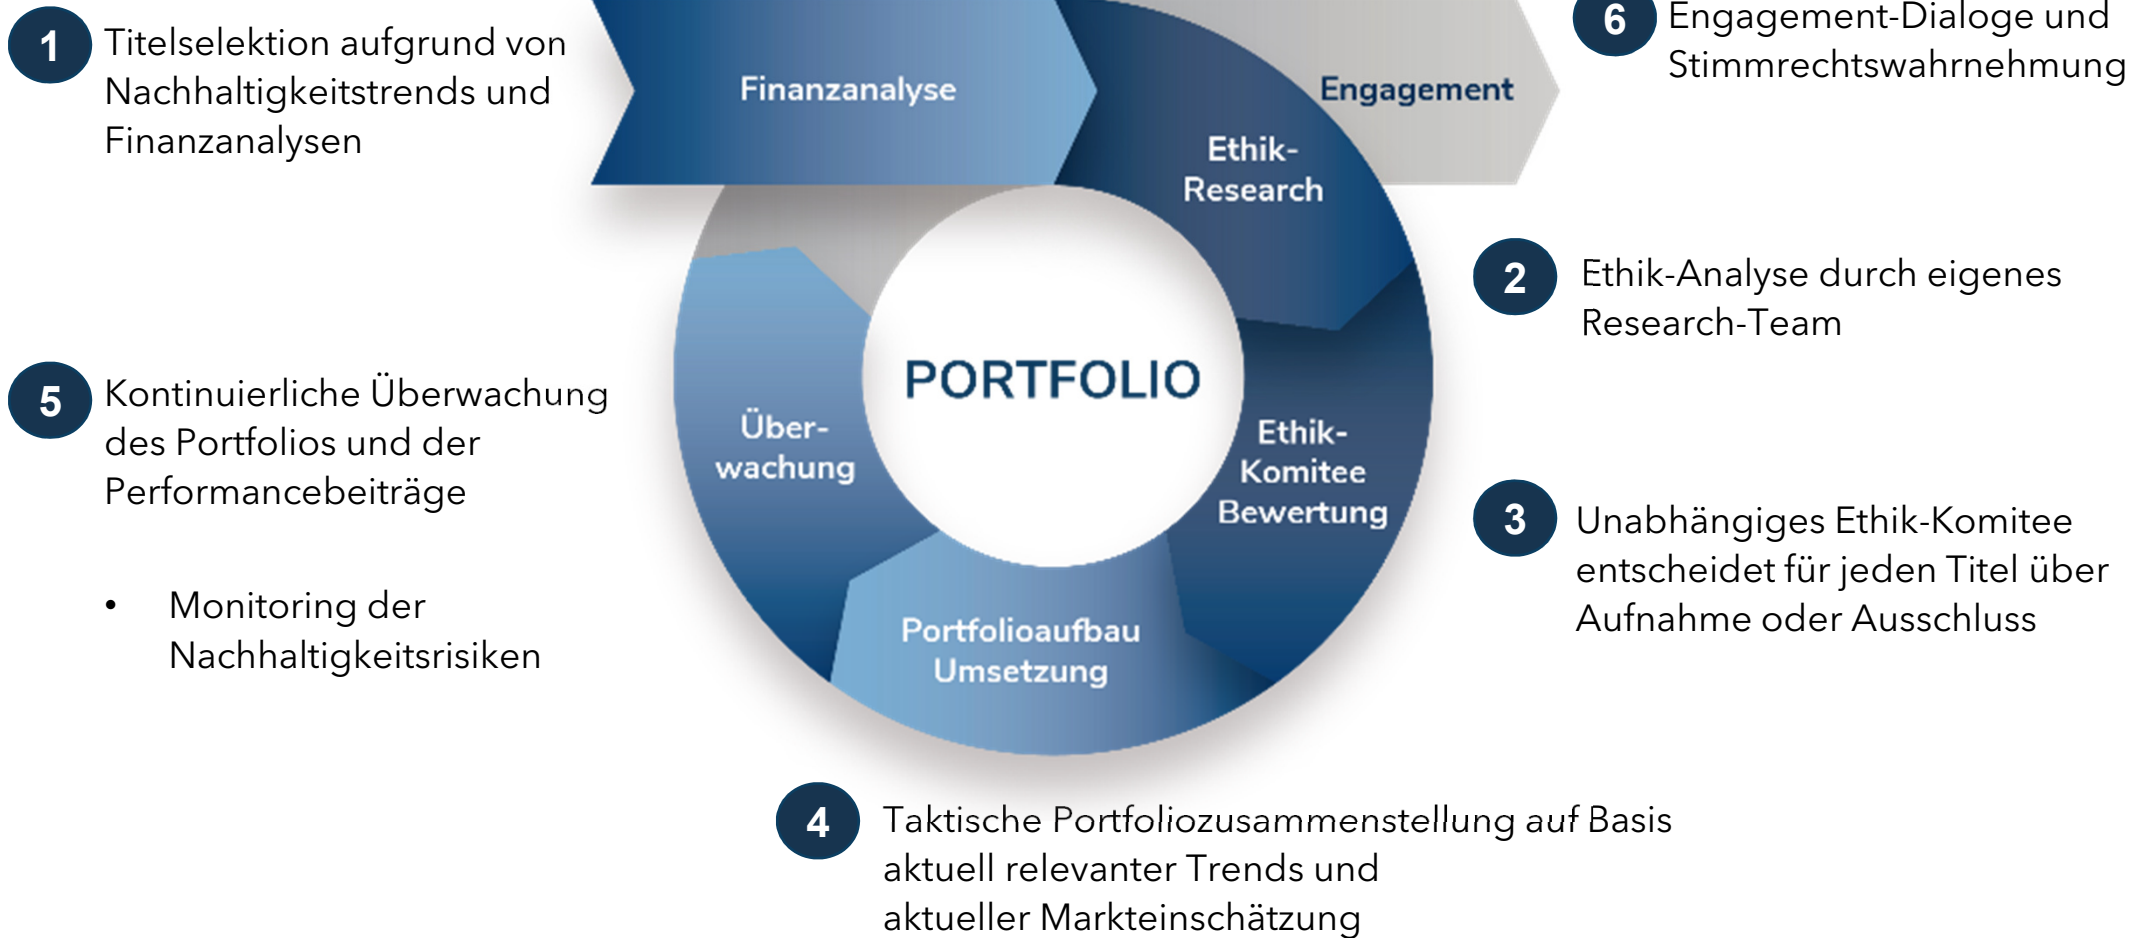 1
Titelselektion aufgrund von
Nachhaltigkeitstrends und
Finanzanalysen
Finanzanalyse
Engagement
6
Engagement-Dialoge und
Stimmrechtswahrnehmung
Ethik-
Research
2
Ethik-Analyse durch eigenes
Research-Team
5
Kontinuierliche Überwachung
des Portfolios und der
Performancebeiträge
• Monitoring der
Nachhaltigkeitsrisiken
Über-
wachung
PORTFOLIO
Ethik-
Komitee
Bewertung
3
Unabhängiges Ethik-Komitee
entscheidet für jeden Titel über
Aufnahme oder Ausschluss
Portfolioaufbau
Umsetzung
4
Taktische Portfoliozusammenstellung auf Basis
aktuell relevanter Trends und
aktueller Markteinschätzung